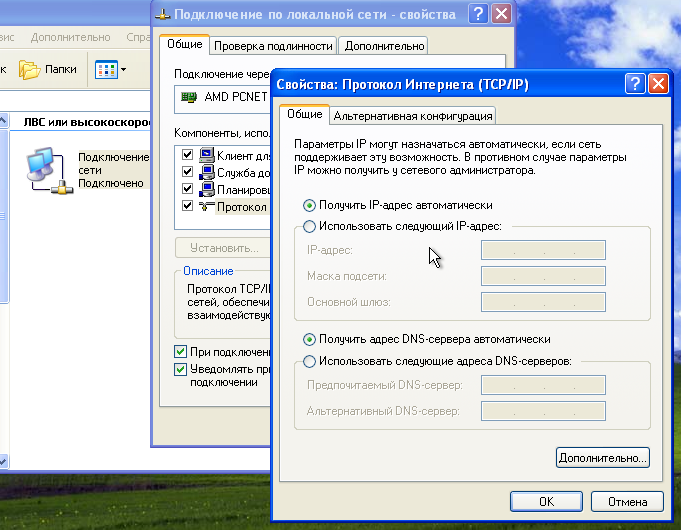 Подключение по локальной сети - свойства
Дополнительно
Папки
Общие
Проверка подлинности
Дополнительно
Подключение чере
AMD PCNET
Компоненты, испо
Клиент для
Служба до
Планиров
Протокол
Установить...
Описание
Протокол TCP/IP
сетей, обеспечи
взаимодействую
При подключени
Уведомлять при
подключении
ЛВС или высокоскорос
Подключение
сети
Подключено
Свойства: Протокол Интернета (TCP/IP)
Общие
Альтернативная конфигурация
Параметры IP могут назначаться автоматически, если сеть
поддерживает эту возможность. В противном случае параметры
IP можно получить у сетевого администратора.
Получить IP-адрес автоматически
Использовать следующий IP-адрес:
IP-адрес:
Маска подсети:
Основной шлюз:
Получить адрес DNS-сервера автоматически
Использовать следующие адреса DNS-серверов:
Предпочитаемый DNS-сервер:
Альтернативный DNS-сервер:
Дополнительно...
OK
Отмена